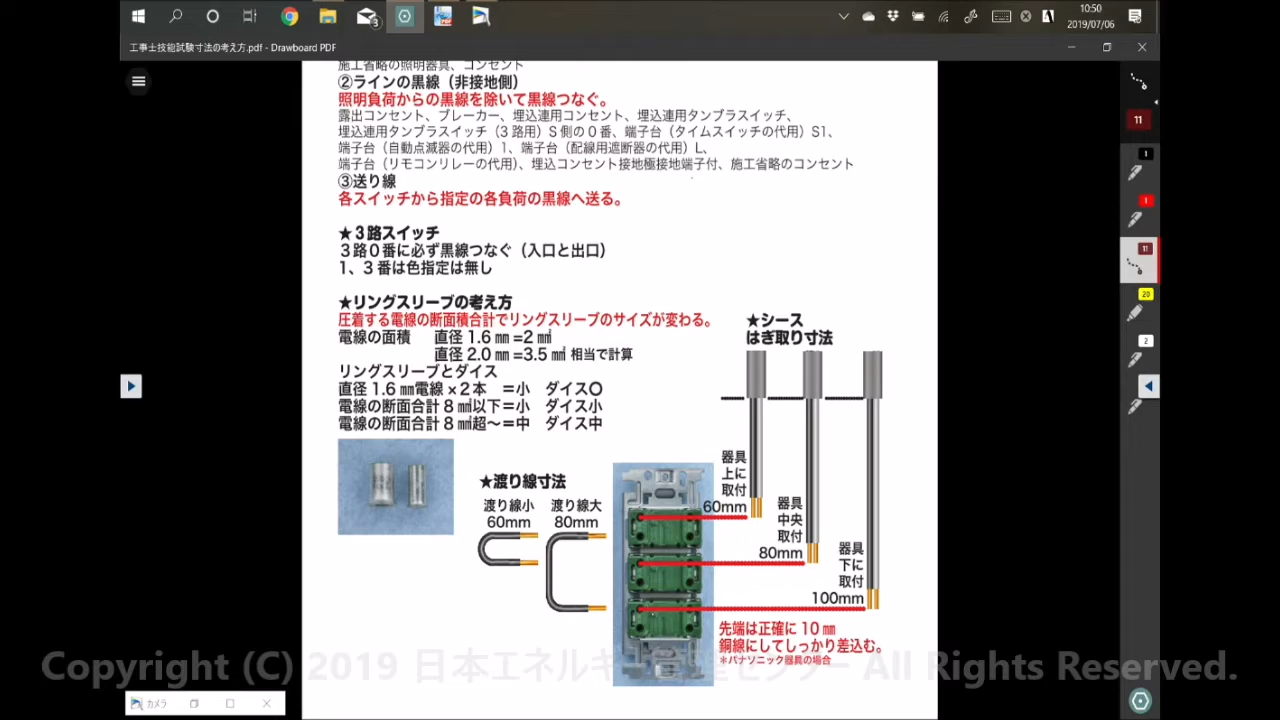 3
10:50
2019/07/06
工事士技能試験寸法の考え方.pdf - Drawboard PDF
施工省略の照明器具、コンセント
②ラインの黒線（非接地側）
照明負荷からの黒線を除いて黒線つなぐ。
露出コンセント、ブレーカー、埋込連用コンセント、埋込連用タンブラスイッチ、
埋込連用タンブラスイッチ（３路用）S 側の０番、端子台（タイムスイッチの代用）S1、
端子台（自動点滅器の代用）1、端子台（配線用遮断器の代用）L、
端子台（リモコンリレーの代用）、埋込コンセント接地極接地端子付、施工省略のコンセント
③送り線
各スイッチから指定の各負荷の黒線へ送る。
★３路スイッチ
３路０番に必ず黒線つなぐ（入口と出口）
1、３番は色指定は無し
★リングスリーブの考え方
圧着する電線の断面積合計でリングスリーブのサイズが変わる。
電線の面積　直径 1.6 ㎜ =2 ㎟
直径 2.0 ㎜ =3.5 ㎟ 相当で計算
リングスリーブとダイス
直径 1.6 ㎜電線 ×２本　＝小　ダイス〇
電線の断面合計８㎟以下＝小　ダイス小
電線の断面合計８㎟超～＝中　ダイス中
★シース
はぎ取り寸法
★渡り線寸法
渡り線小
60mm
渡り線大
80mm
器具
上に
取付
60mm
器具
中央
取付
80mm
器具
下に
取付
100mm
先端は正確に 10 ㎜
銅線にしてしっかり差込む。
＊パナソニック器具の場合
11
1
1
11
20
2
Copyright (C) 2019 日本エネルギー管理センター All Rights Reserved.
カメラ